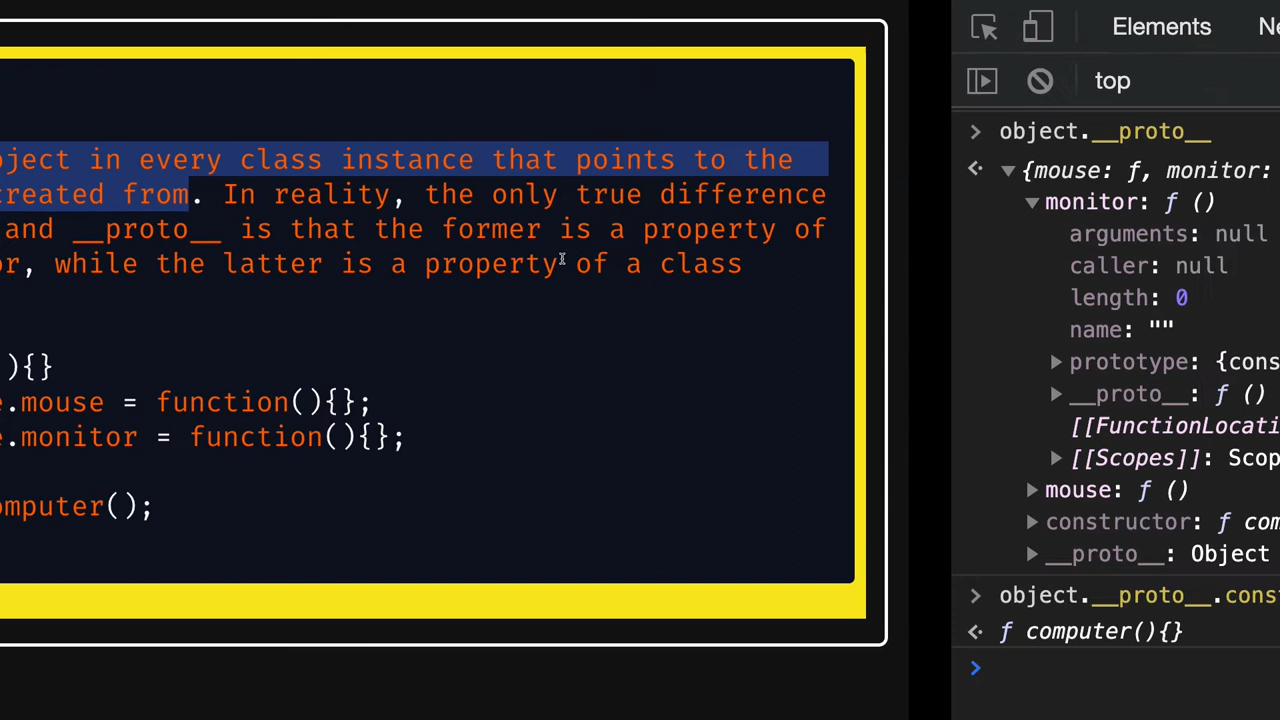 oject in every class instance that points to the
created from. In reality, the only true difference
and __proto__ is that the former is a property of
or, while the latter is a property of a class
){}
e.mouse = function(){};
e.monitor = function(){};
omputer();
Elements Ne
top
object.__proto__
{mouse: ƒ, monitor:
monitor: ƒ ()
arguments: null
caller: null
length: 0
name: ""
prototype: {cons
__proto__: ƒ ()
[[FunctionLocati
[[Scopes]]: Scop
mouse: ƒ ()
constructor: ƒ com
__proto__: Object
object.__proto__.cons
ƒ computer(){}